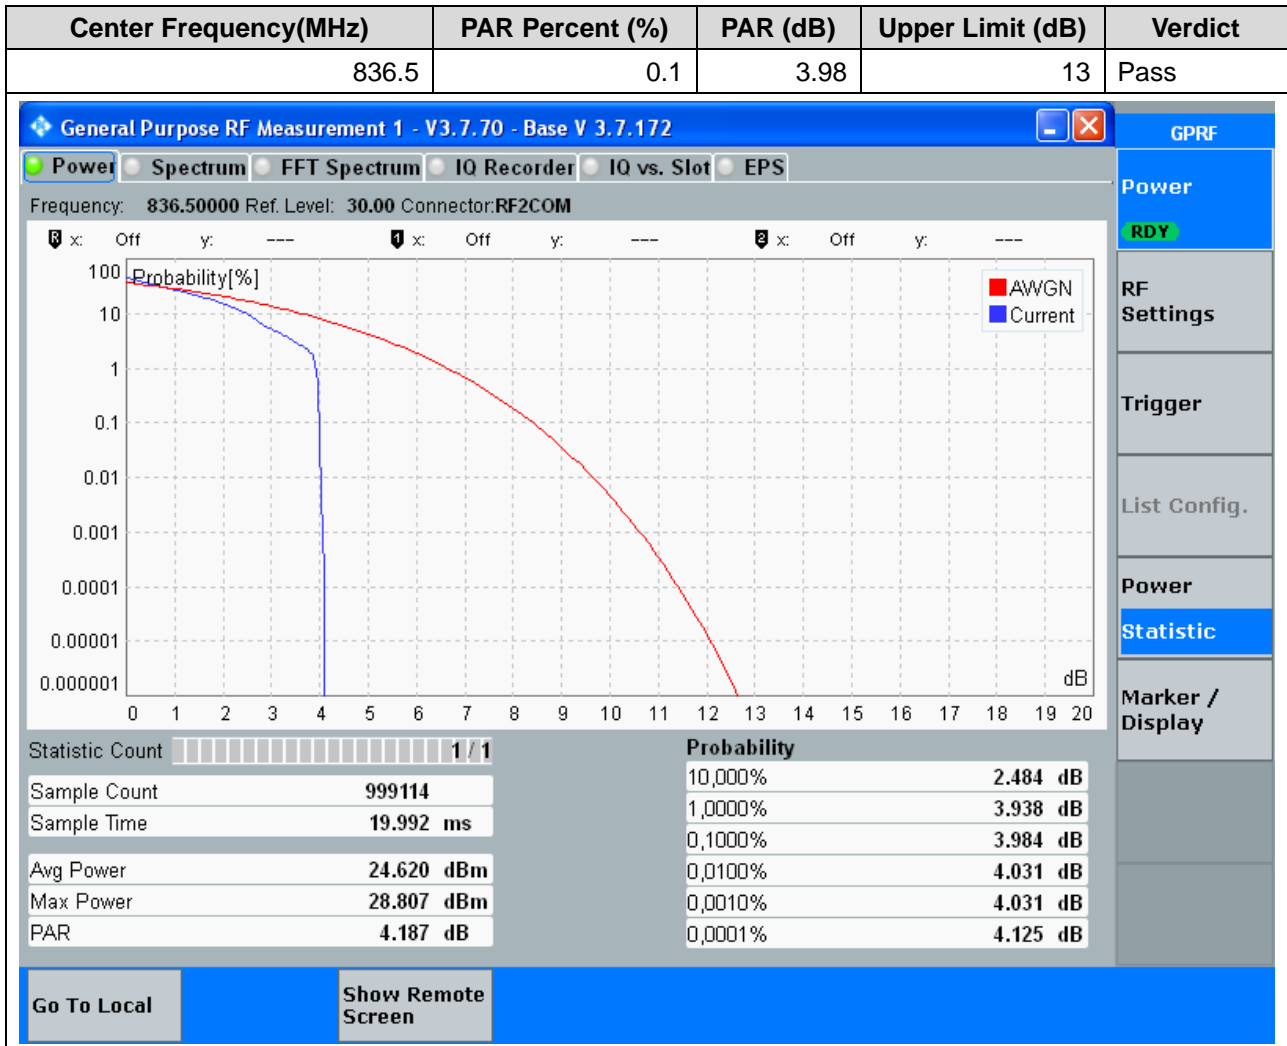 Center Frequency(MHz) PAR Percent (%) PAR (dB) Upper Limit (dB) Verdict
836.5 0.1 3.98 13 Pass
General Purpose RF Measurement 1 - V3.7.70 - Base V 3.7.172
GPRF
Power Spectrum FFT Spectrum IQ Recorder IQ vs. Slot EPS
Power
RDY
Frequency: 836.50000 Ref. Level: 30.00 Connector:RF2COM
R x: Off y: --- 1 x: Off y: --- 2 x: Off y: ---
Probability[%]
100
10
1
0.1
0.01
0.001
0.0001
0.00001
0.000001
AWGN
Current
dB
0 1 2 3 4 5 6 7 8 9 10 11 12 13 14 15 16 17 18 19 20
RF
Settings
Trigger
List Config.
Power
Statistic
Marker /
Display
Statistic Count 1 / 1
Sample Count 999114
Sample Time 19.992 ms
Avg Power 24.620 dBm
Max Power 28.807 dBm
PAR 4.187 dB
Probability
10,000% 2.484 dB
1,0000% 3.938 dB
0,1000% 3.984 dB
0,0100% 4.031 dB
0,0010% 4.031 dB
0,0001% 4.125 dB
Go To Local
Show Remote
Screen